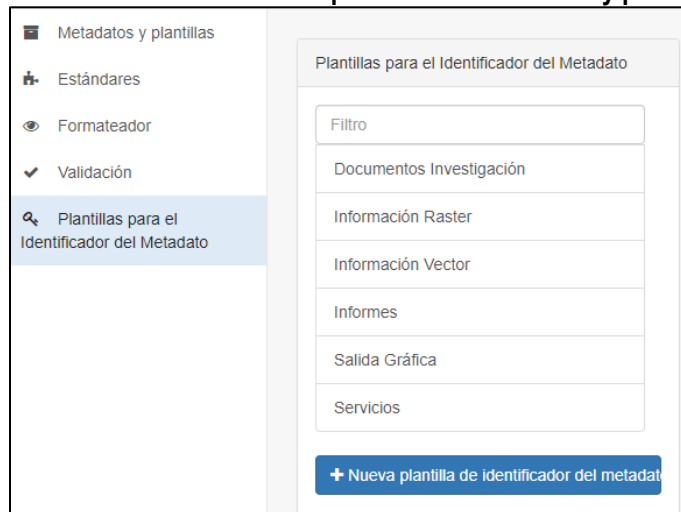 Metadatos y plantillas
Estándares
Formateador
Validación
Plantillas para el
Identificador del Metadato
Plantillas para el Identificador del Metadato
Filtro
Documentos Investigación
Información Raster
Información Vector
Informes
Salida Gráfica
Servicios
+ Nueva plantilla de identificador del metadat